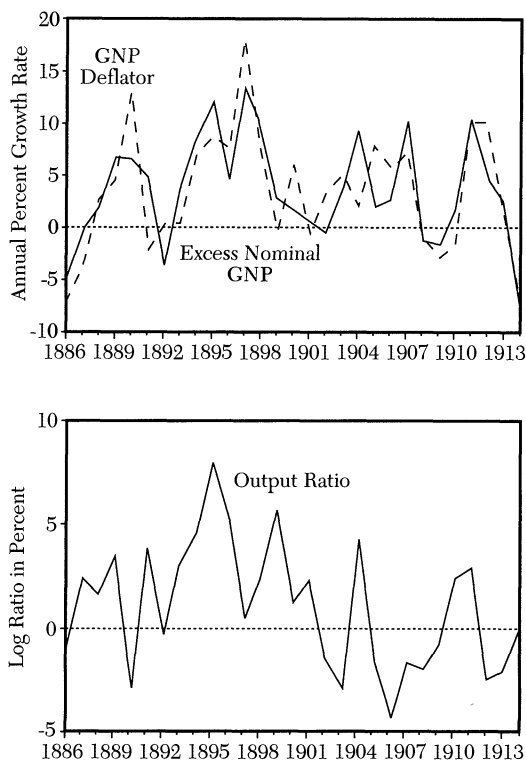 20
GNP
Deflator
15
10
5
0
Excess Nominal
GNP
-5
-10
Annual Percent Growth Rate
1886 1889 1892 1895 1898 1901 1904 1907 1910 1913
10
Output Ratio
5
0
-5
Log Ratio in Percent
1886 1889 1892 1895 1898 1901 1904 1907 1910 1913